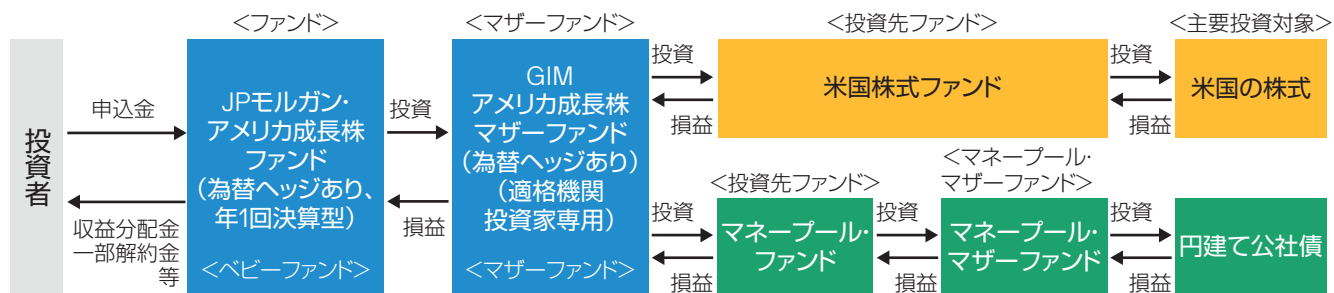 <ファンド>
<マザーファンド>
<投資先ファンド>
<主要投資対象>
投資者
申込金
収益分配金
一部解約金
等
JPモルガン・
アメリカ成長株
ファンド
(為替ヘッジあり、
年1回決算型)
<ベビーファンド>
投資
損益
GIM
アメリカ成長株
マザーファンド
(為替ヘッジあり)
(適格機関
投資家専用)
<マザーファンド>
投資
損益
米国株式ファンド
投資
損益
米国の株式
<投資先ファンド>
<マネープール・
マザーファンド>
投資
損益
マネープール・
ファンド
投資
損益
マネープール・
マザーファンド
投資
損益
円建て公社債